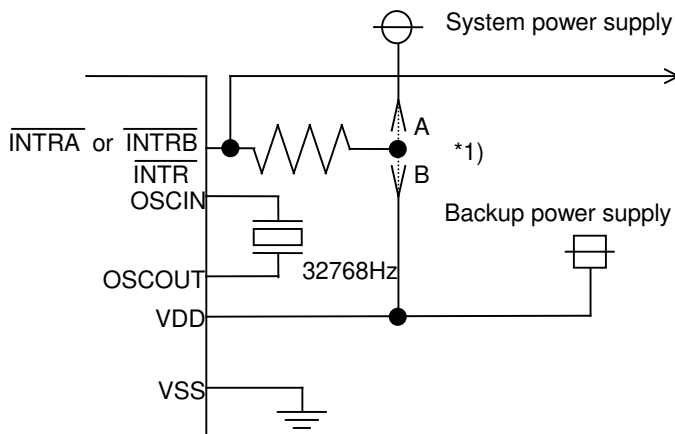 System power supply
A
INTRA or INTRB
*1)
INTR
B
OSCIN
Backup power supply
OSCOUT
32768Hz
VDD
VSS